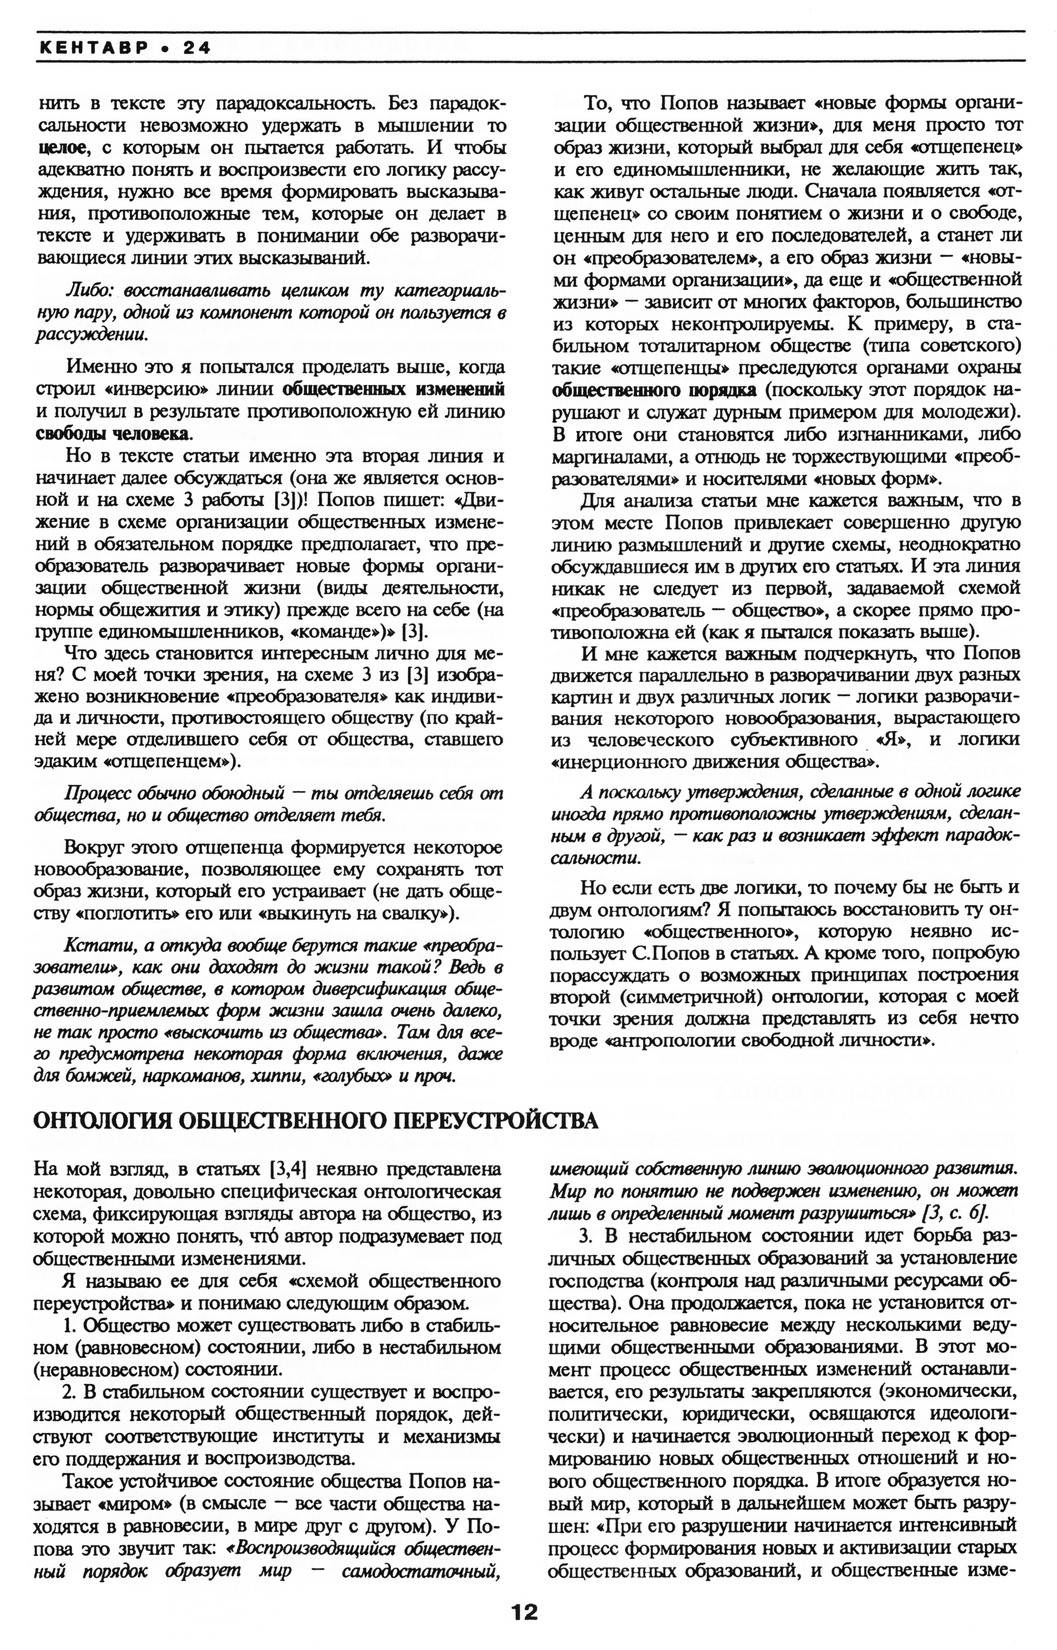 КЕНТАВР • 24
нить в тексте эту парадоксальность. Без парадок-
сальности невозможно удержать в мышлении то
целое, с которым он пытается работать. И чтобы
адекватно понять и воспроизвести его логику рассу-
ждения, нужно все время формировать высказыва-
ния, противоположные тем, которые он делает в
тексте и удерживать в понимании обе разворачи-
вающиеся линии этих высказываний.
Либо: восстанавливать целиком ту категориаль-
ную пару, одной из компонент которой он пользуется в
рассуждении.
Именно это я попытался проделать выше, когда
строил «инверсию» линии общественных изменений
и получил в результате противоположную ей линию
свободы человека.
Но в тексте статьи именно эта вторая линия и
начинает далее обсуждаться (она же является основ-
ной и на схеме 3 работы [3])! Попов пишет: «Дви-
жение в схеме организации общественных измене-
ний в обязательном порядке предполагает, что пре-
образователь разворачивает новые формы органи-
зации общественной жизни (виды деятельности,
нормы общежития и этику) прежде всего на себе (на
группе единомышленников, «команде»)» [3].
Что здесь становится интересным лично для ме-
ня? С моей точки зрения, на схеме 3 из [3] изобра-
жено возникновение «преобразователя» как индиви-
да и личности, противостоящего обществу (по край-
ней мере отделившего себя от общества, ставшего
эдаким «отщепенцем»).
Процесс обычно обоюдный — ты отделяешь себя от
общества, но и общество отделяет тебя.
Вокруг этого отщепенца формируется некоторое
новообразование, позволяющее ему сохранять тот
образ жизни, который его устраивает (не дать обще-
ству «поглотить» его или «выкинуть на свалку»).
Кстати, а откуда вообще берутся такие «преобра-
зователи», как они доходят до жизни такой? Ведь в
развитом обществе, в котором диверсификация обще-
ственно-приемлемых форм жизни зашла очень далеко,
не так просто «выскочить из общества». Там для все-
го предусмотрена некоторая форма включения, даже
для бомжей, наркоманов, хиппи, «голубых» и проч.
То, что Попов называет «новые формы органи-
зации общественной жизни», для меня просто тот
образ жизни, который выбрал для себя «отщепенец»
и его единомышленники, не желающие жить так,
как живут остальные люди. Сначала появляется «от-
щепенец» со своим понятием о жизни и о свободе,
ценным для него и его последователей, а станет ли
он «преобразователем», а его образ жизни — «новы-
ми формами организации», да еще и «общественной
жизни» — зависит от многих факторов, большинство
из которых неконтролируемы. К примеру, в ста-
бильном тоталитарном обществе (типа советского)
такие «отщепенцы» преследуются органами охраны
общественного порядка (поскольку этот порядок на-
рушают и служат дурным примером для молодежи).
В итоге они становятся либо изгнанниками, либо
маргиналами, а отнюдь не торжествующими «преоб-
разователями» и носителями «новых форм».
Для анализа статьи мне кажется важным, что в
этом месте Попов привлекает совершенно другую
линию размышлений и другие схемы, неоднократно
обсуждавшиеся им в других его статьях. И эта линия
никак не следует из первой, задаваемой схемой
«преобразователь — общество», а скорее прямо про-
тивоположна ей (как я пытался показать выше).
И мне кажется важным подчеркнуть, что Попов
движется параллельно в разворачивании двух разных
картин и двух различных логик — логики разворачи-
вания некоторого новообразования, вырастающего
из человеческого субъективного «Я», и логики
«инерционного движения общества».
А поскольку утверждения, сделанные в одной логике
иногда прямо противоположны утверждениям, сделан-
ным в другой, — как раз и возникает эффект парадок-
сальности.
Но если есть две логики, то почему бы не быть и
двум онтологиям? Я попытаюсь восстановить ту он-
тологию «общественного», которую неявно ис-
пользует С.Попов в статьях. А кроме того, попробую
порассуждать о возможных принципах построения
второй (симметричной) онтологии, которая с моей
точки зрения должна представлять из себя нечто
вроде «антропологии свободной личности».
ОНТОЛОГИЯ ОБЩЕСТВЕННОГО ПЕРЕУСТРОЙСТВА
На мой взгляд, в статьях [3,4] неявно представлена
некоторая, довольно специфическая онтологическая
схема, фиксирующая взгляды автора на общество, из
которой можно понять, чтó автор подразумевает под
общественными изменениями.
Я называю ее для себя «схемой общественного
переустройства» и понимаю следующим образом.
1. Общество может существовать либо в стабиль-
ном (равновесном) состоянии, либо в нестабильном
(неравновесном) состоянии.
2. В стабильном состоянии существует и воспро-
изводится некоторый общественный порядок, дей-
ствуют соответствующие институты и механизмы
его поддержания и воспроизводства.
Такое устойчивое состояние общества Попов на-
зывает «миром» (в смысле — все части общества на-
ходятся в равновесии, в мире друг с другом). У По-
пова это звучит так: «Воспроизводящийся обществен-
ный порядок образует мир — самодостаточный,
имеющий собственную линию эволюционного развития.
Мир по понятию не подвержен изменению, он может
лишь в определенный момент разрушиться» [3, с. 6].
3. В нестабильном состоянии идет борьба раз-
личных общественных образований за установление
господства (контроля над различными ресурсами об-
щества). Она продолжается, пока не установится от-
носительное равновесие между несколькими веду-
щими общественными образованиями. В этот мо-
мент процесс общественных изменений останавли-
вается, его результаты закрепляются (экономически,
политически, юридически, освящаются идеологи-
чески) и начинается эволюционный переход к фор-
мированию новых общественных отношений и но-
вого общественного порядка. В итоге образуется но-
вый мир, который в дальнейшем может быть разру-
шен: «При его разрушении начинается интенсивный
процесс формирования новых и активизации старых
общественных образований, и общественные изме-
12